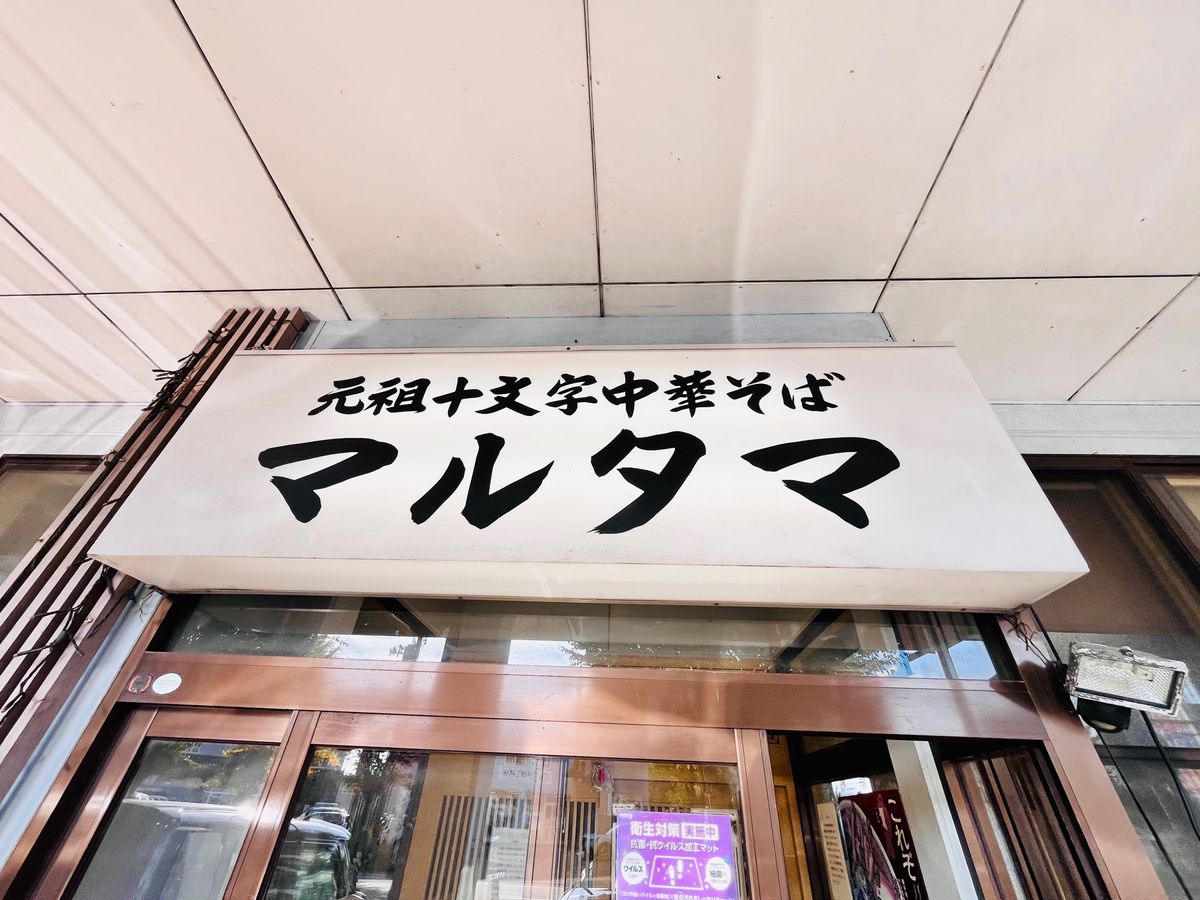 元祖十文字中華そば
マルタマ
衛生対策 実施中
抗菌・抗ウイルス加工マット
ウイルス
細菌
これぞ